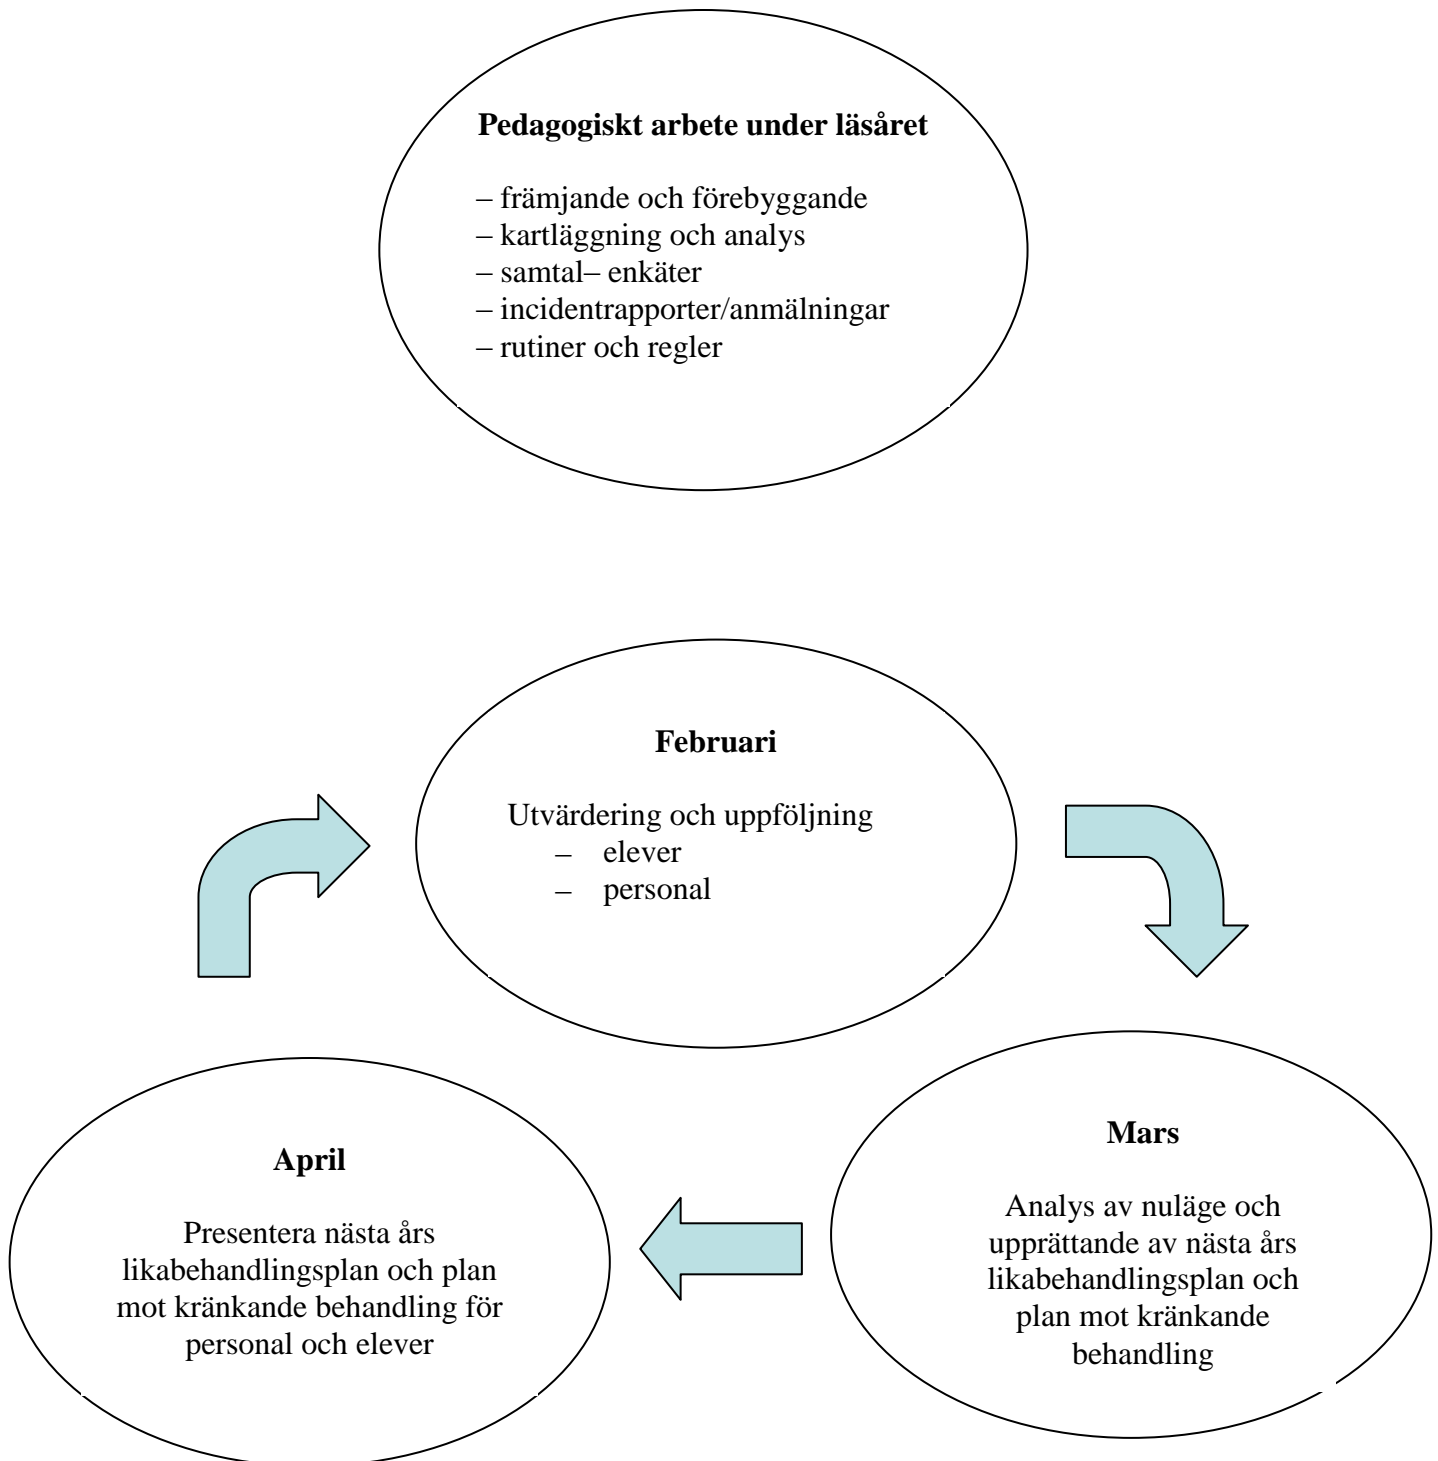 Pedagogiskt arbete under läsåret
– främjande och förebyggande
– kartläggning och analys
– samtal– enkäter
– incidentrapporter/anmälningar
– rutiner och regler
Februari
Utvärdering och uppföljning
– elever
– personal
Mars
Analys av nuläge och
upprättande av nästa års
likabehandlingsplan och
plan mot kränkande
behandling
April
Presentera nästa års
likabehandlingsplan och plan
mot kränkande behandling för
personal och elever